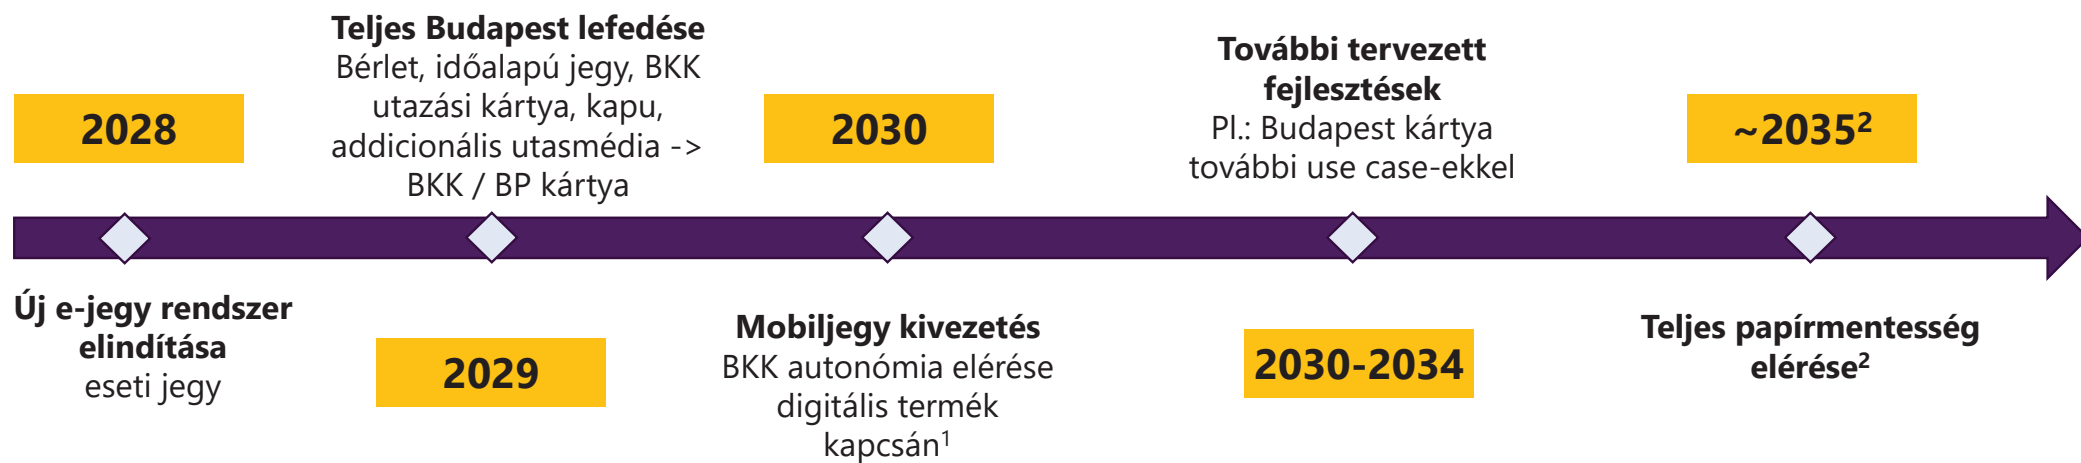 2028
Új e-jegy rendszer
elindítása
eseti jegy
Teljes Budapest lefedése
Bérlet, időalapú jegy, BKK
utazási kártya, kapu,
addicionális utasmédia ->
BKK / BP kártya
2029
2030
Mobiljegy kivezetés
BKK autonómia elérése
digitális termék
kapcsán¹
További tervezett
fejlesztések
Pl.: Budapest kártya
további use case-ekkel
2030-2034
~2035²
Teljes papírmentesség
elérése²